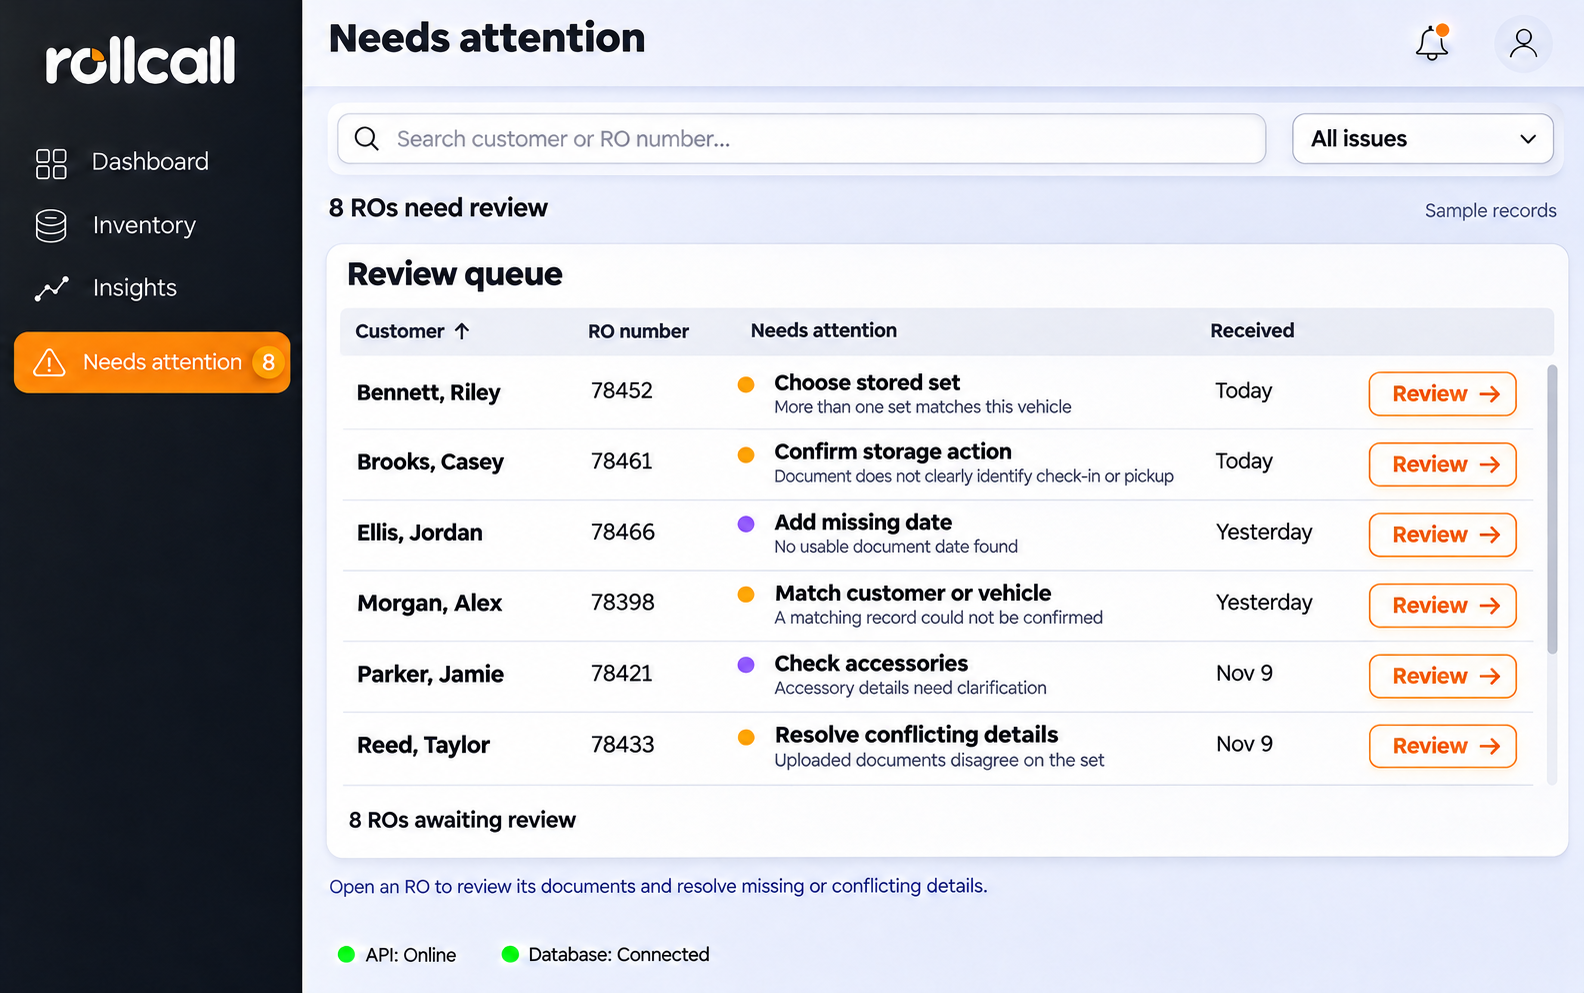 rollcall
Dashboard
Inventory
Insights
Needs attention 8
Needs attention
Search customer or RO number...
All issues
8 ROs need review
Sample records
Review queue
Customer ↑ RO number Needs attention Received
Bennett, Riley 78452 Choose stored set Today Review →
More than one set matches this vehicle
Brooks, Casey 78461 Confirm storage action Today Review →
Document does not clearly identify check-in or pickup
Ellis, Jordan 78466 Add missing date Yesterday Review →
No usable document date found
Morgan, Alex 78398 Match customer or vehicle Yesterday Review →
A matching record could not be confirmed
Parker, Jamie 78421 Check accessories Nov 9 Review →
Accessory details need clarification
Reed, Taylor 78433 Resolve conflicting details Nov 9 Review →
Uploaded documents disagree on the set
8 ROs awaiting review
Open an RO to review its documents and resolve missing or conflicting details.
API: Online Database: Connected